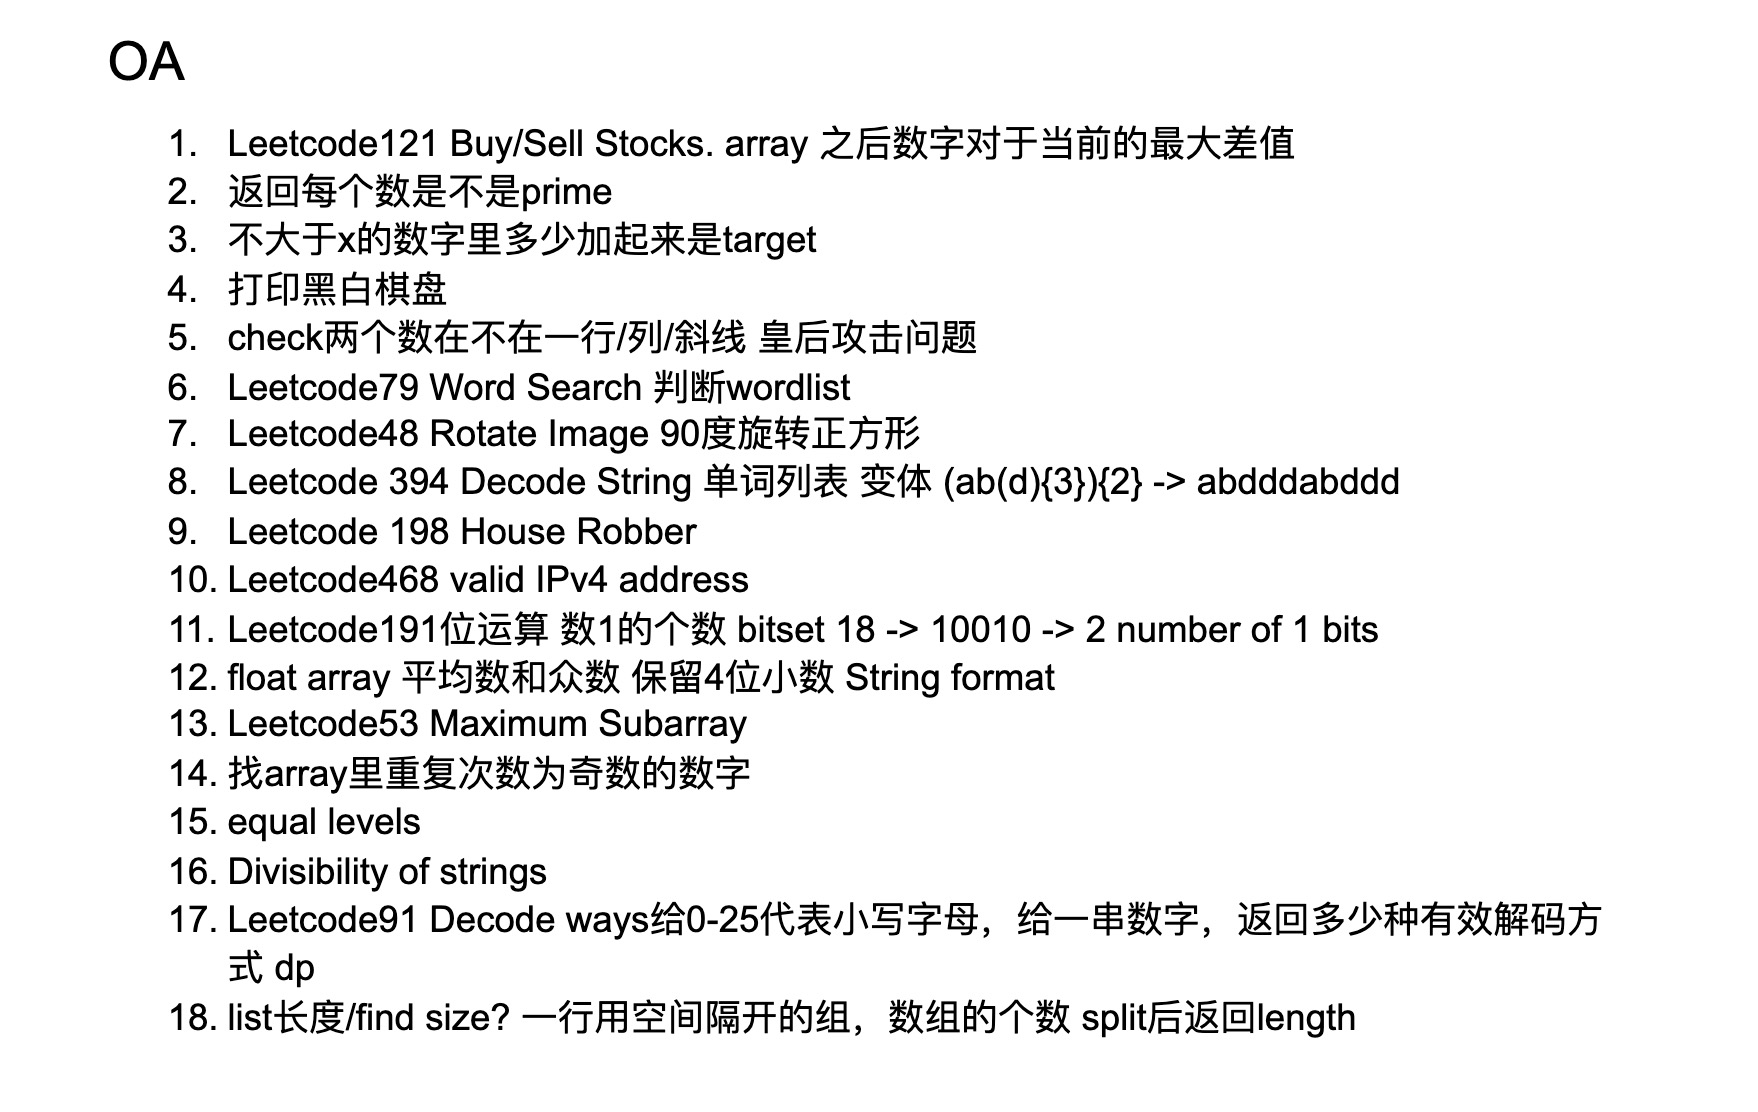 OA
1. Leetcode121 Buy/Sell Stocks. array 之后数字对于当前的最大差值
2. 返回每个数是不是prime
3. 不大于x的数字里多少加起来是target
4. 打印黑白棋盘
5. check两个数在不在一行/列/斜线 皇后攻击问题
6. Leetcode79 Word Search 判断wordlist
7. Leetcode48 Rotate Image 90度旋转正方形
8. Leetcode 394 Decode String 单词列表 变体 (ab(d){3}){2} -> abdddabddd
9. Leetcode 198 House Robber
10. Leetcode468 valid IPv4 address
11. Leetcode191位运算 数1的个数 bitset 18 -> 10010 -> 2 number of 1 bits
12. float array 平均数和众数 保留4位小数 String format
13. Leetcode53 Maximum Subarray
14. 找array里重复次数为奇数的数字
15. equal levels
16. Divisibility of strings
17. Leetcode91 Decode ways给0-25代表小写字母，给一串数字，返回多少种有效解码方
式 dp
18. list长度/find size? 一行用空间隔开的组，数组的个数 split后返回length